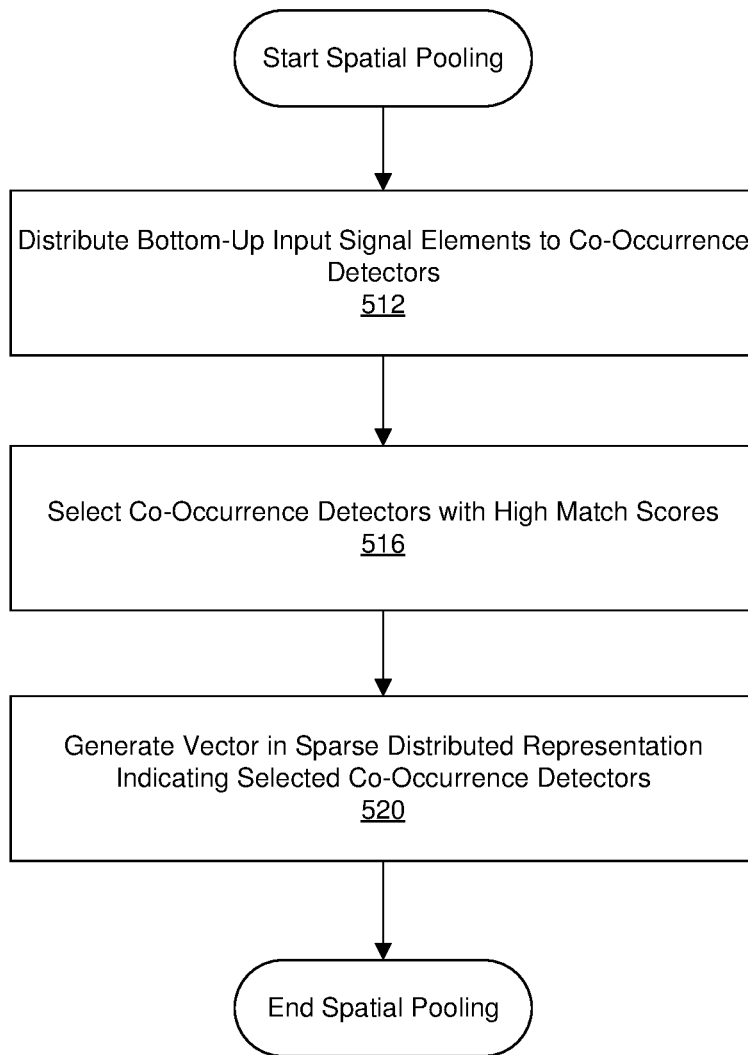 Start Spatial Pooling
Distribute Bottom-Up Input Signal Elements to Co-Occurrence
Detectors
512
Select Co-Occurrence Detectors with High Match Scores
516
Generate Vector in Sparse Distributed Representation
Indicating Selected Co-Occurrence Detectors
520
End Spatial Pooling